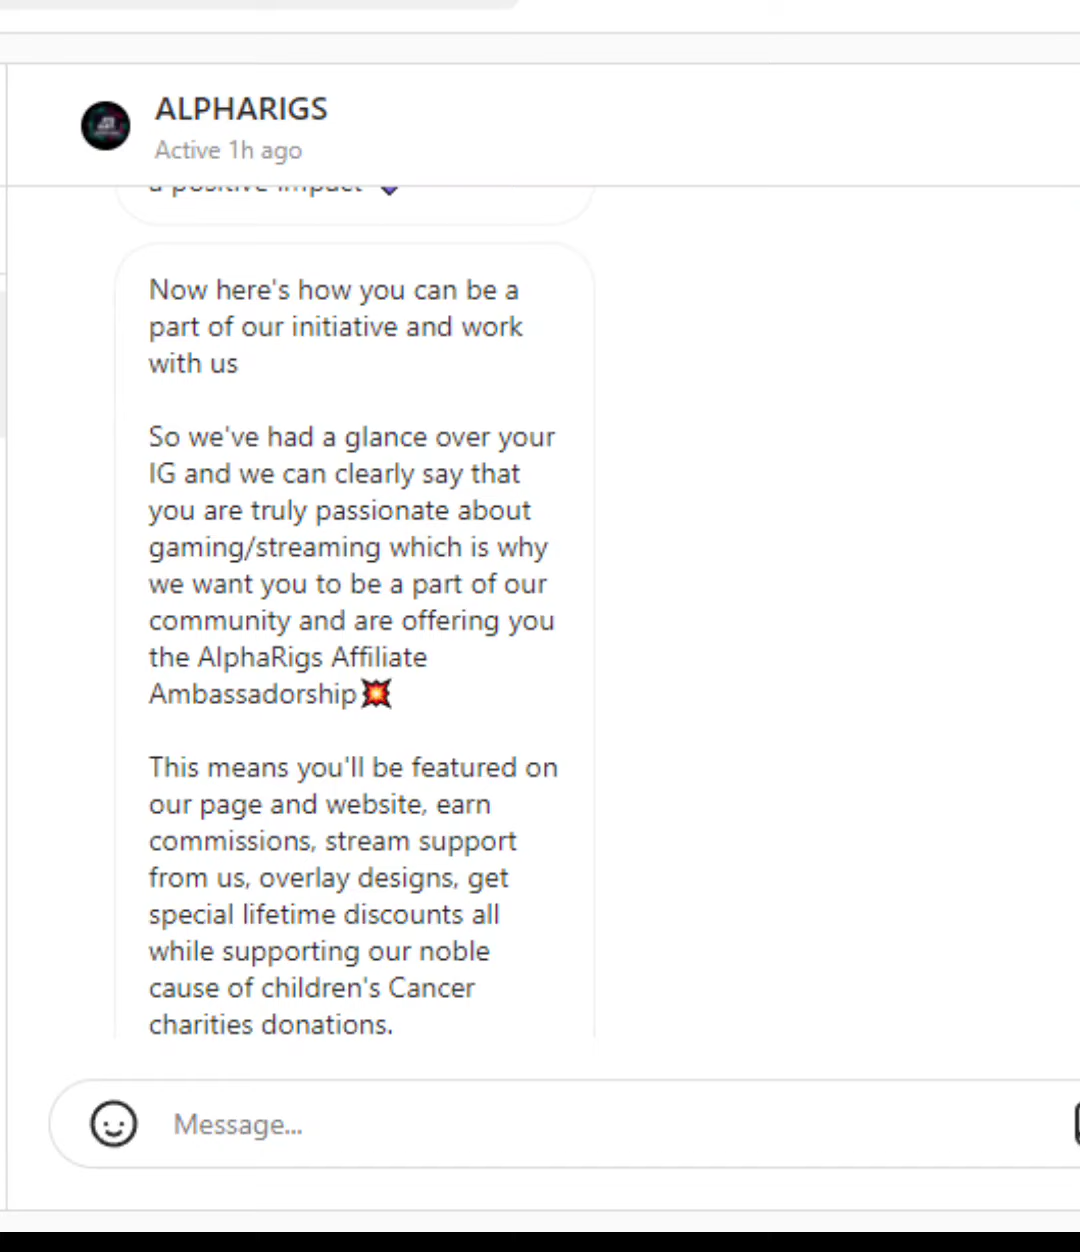 ALPHARIGS
Active 1h ago
a positive impact
Now here's how you can be a
part of our initiative and work
with us
So we've had a glance over your
IG and we can clearly say that
you are truly passionate about
gaming/streaming which is why
we want you to be a part of our
community and are offering you
the AlphaRigs Affiliate
Ambassadorship💥
This means you'll be featured on
our page and website, earn
commissions, stream support
from us, overlay designs, get
special lifetime discounts all
while supporting our noble
cause of children's Cancer
charities donations.
Message...